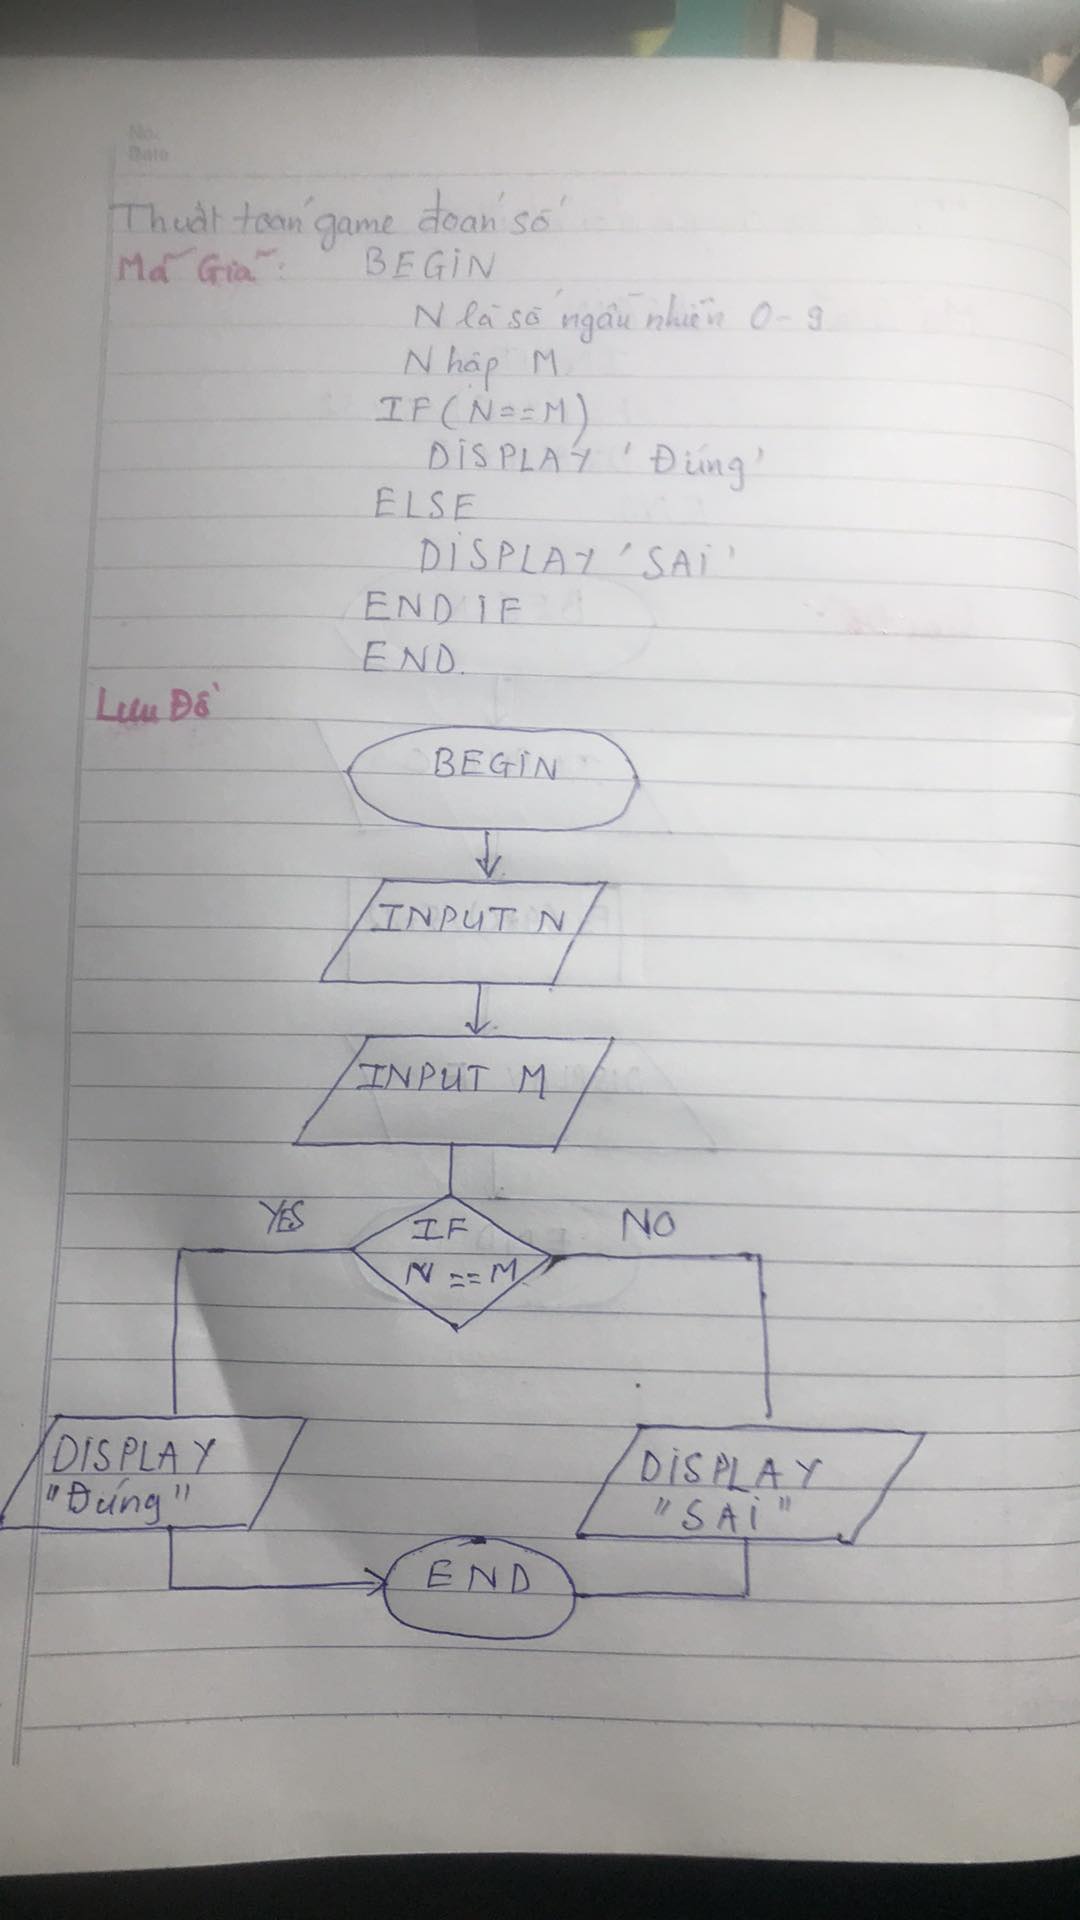 No.
Date
Thuật toán game đoán số
Mã Giả: BEGIN
N là số ngẫu nhiên 0-9
Nhập M
IF(N==M)
DISPLAY 'Đúng'
ELSE
DISPLAY 'SAI'
END IF
END.
Lưu Đồ
BEGIN
INPUT N
INPUT M
YES
IF
NO
N == M
DISPLAY
"Đúng"
DISPLAY
"SAI"
END